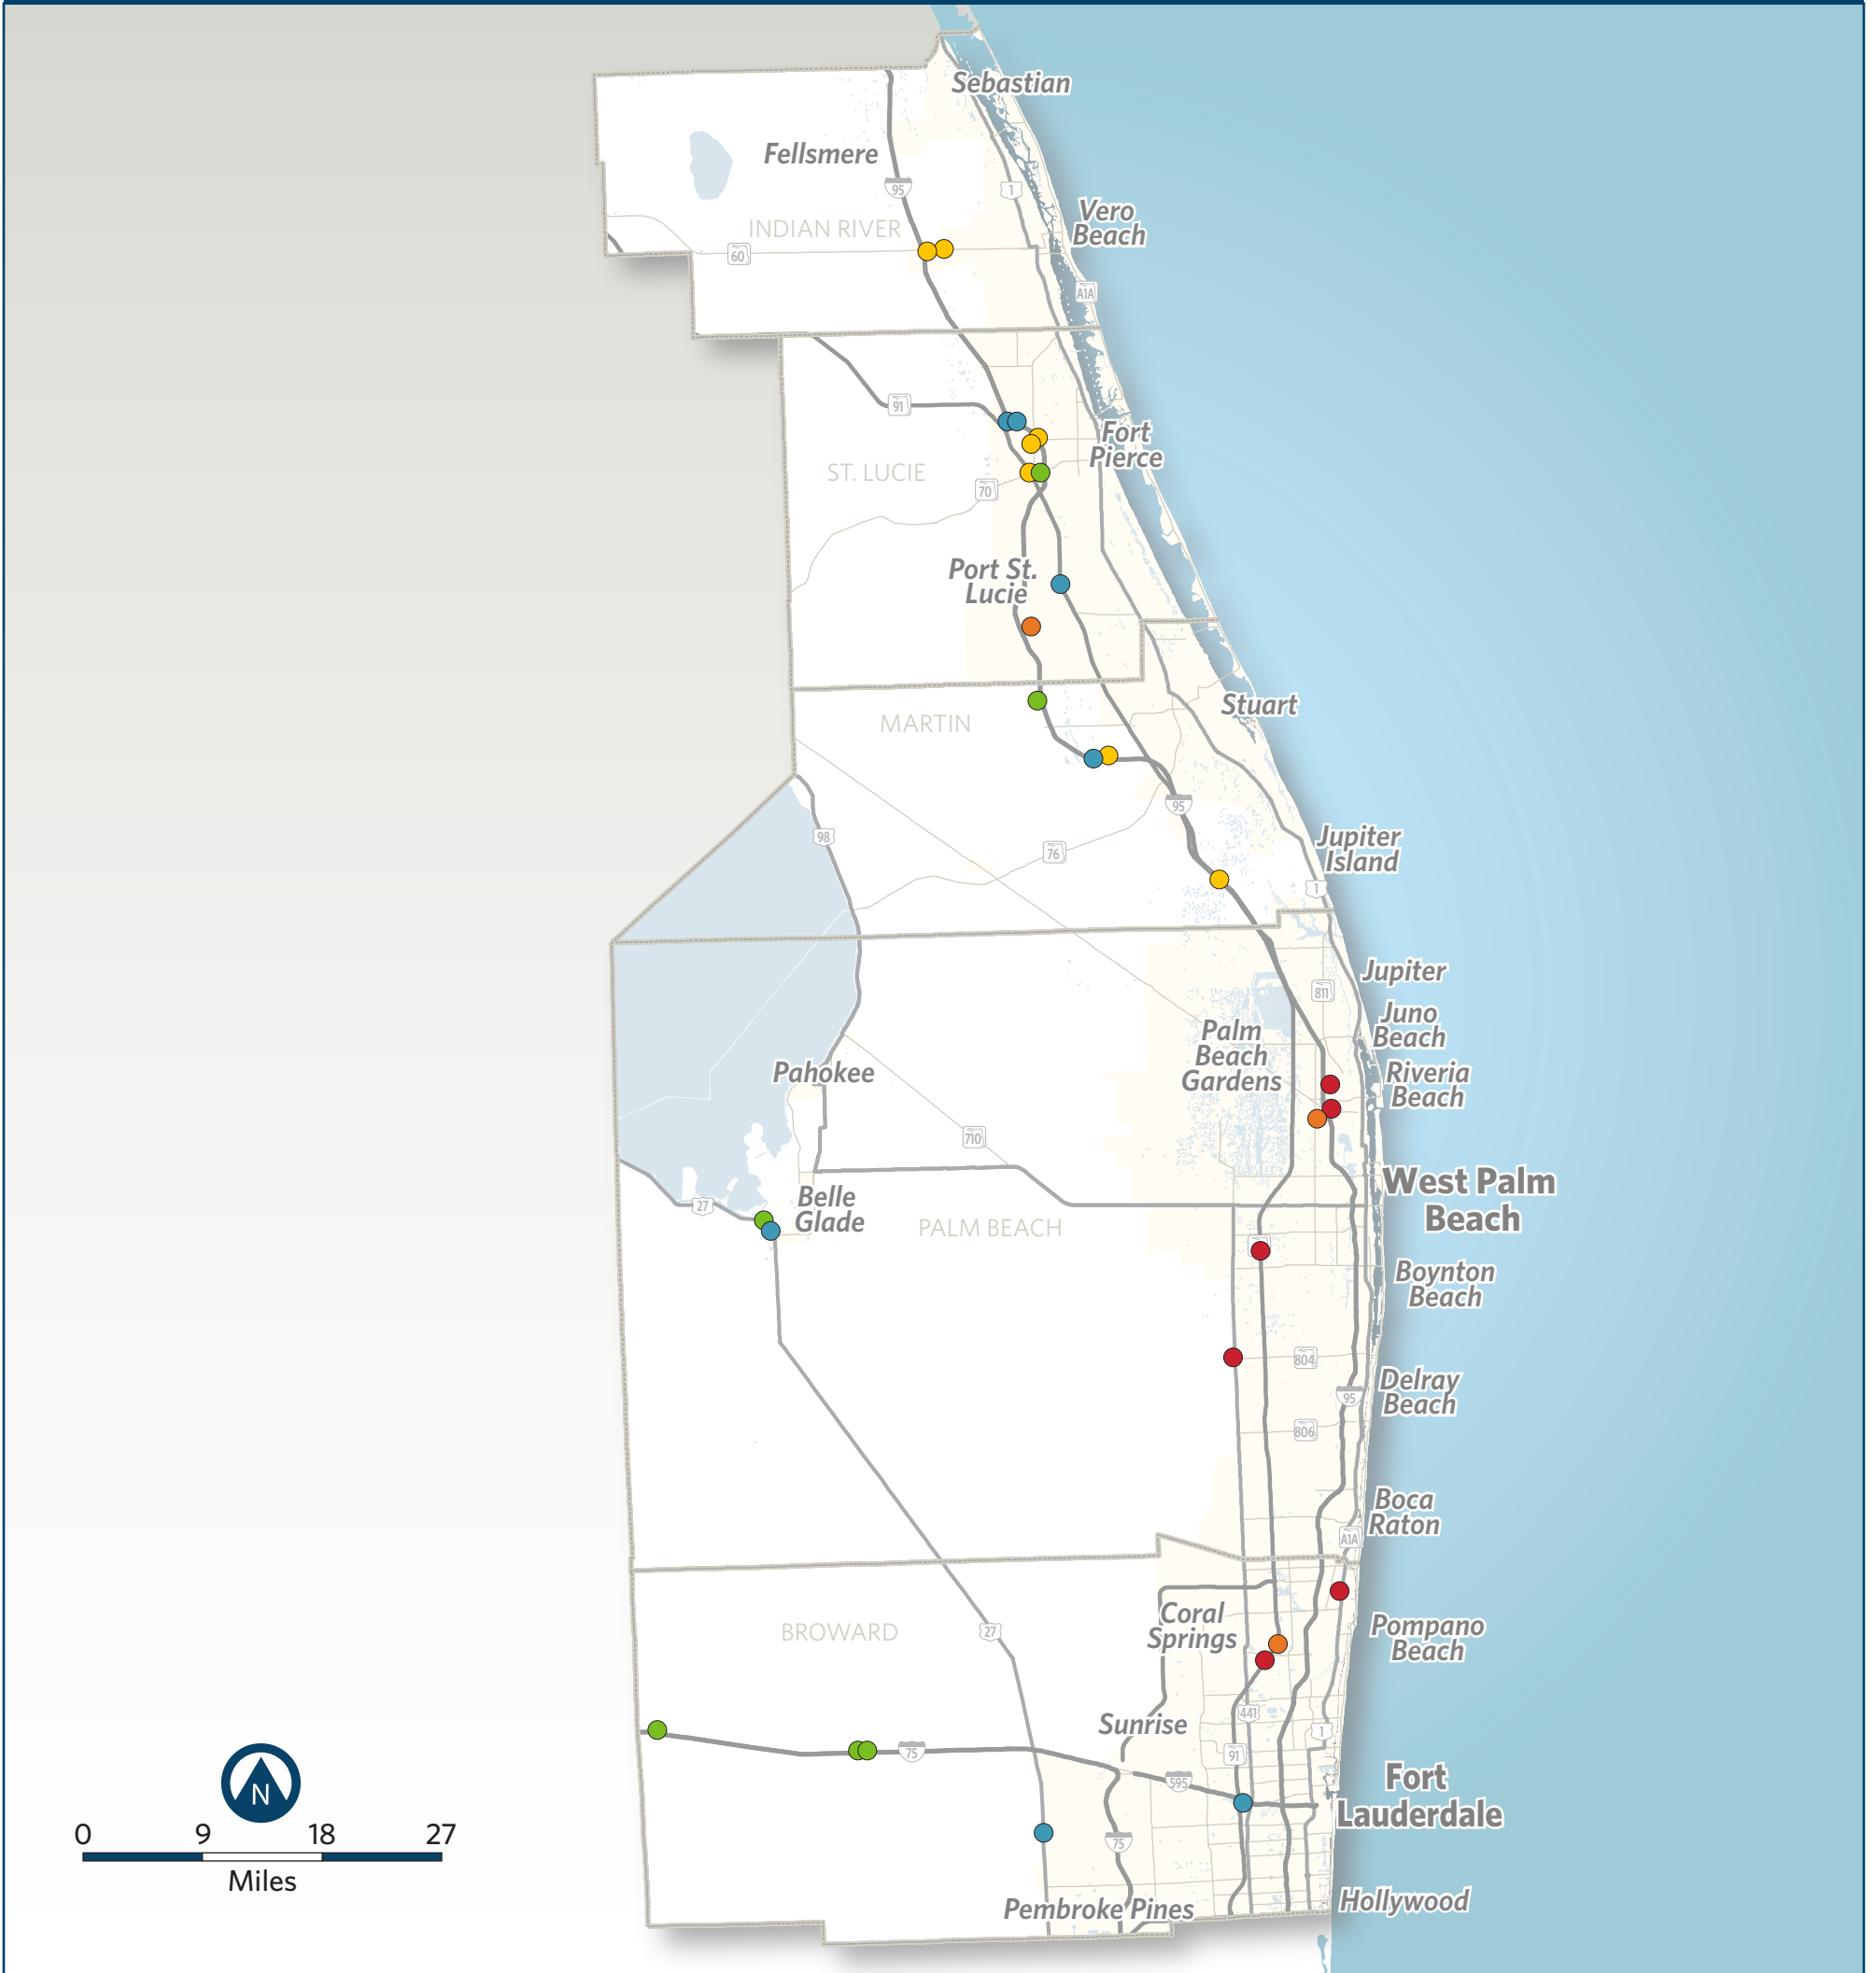 Sebastian
Fellsmere
95
1
Vero
Beach
INDIAN RIVER
60
A1A
91
Fort
Pierce
ST. LUCIE
70
Port St.
Lucie
Stuart
MARTIN
95
98
76
Jupiter
Island
1
Jupiter
811
Juno
Beach
Palm
Beach
Gardens
Pahokee
Riveria
Beach
710
West Palm
Beach
27
Belle
Glade
PALM BEACH
Boynton
Beach
804
Delray
Beach
95
806
Boca
Raton
A1A
Coral
Springs
Pompano
Beach
BROWARD
27
441
Sunrise
1
75
91
595
Fort
Lauderdale
N
0 9 18 27
Miles
75
Pembroke Pines
Hollywood